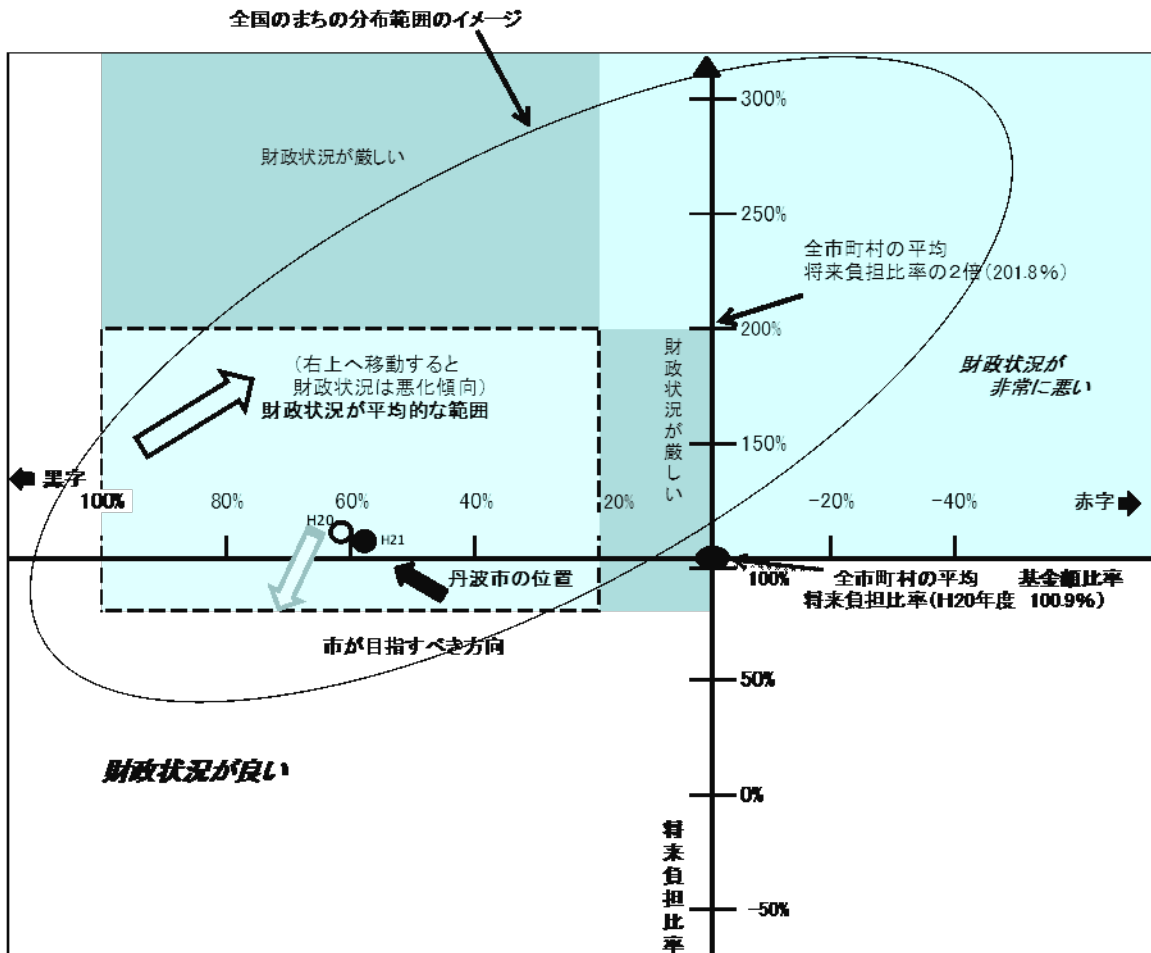 全国のまちの分布範囲のイメージ
300%
財政状況が厳しい
250%
全市町村の平均
将来負担比率の2倍(201.8%)
200%
(右上へ移動すると
財政状況は悪化傾向)
財政状況が平均的な範囲
財政状況が厳しい
財政状況が
非常に悪い
150%
黒字
100%
80%
60%
40%
20%
-20%
-40%
赤字
H20
H21
丹波市の位置
100%
全市町村の平均
将来負担比率(H20年度 100.9%)
基金額比率
市が目指すべき方向
50%
財政状況が良い
0%
将来負担比率
-50%